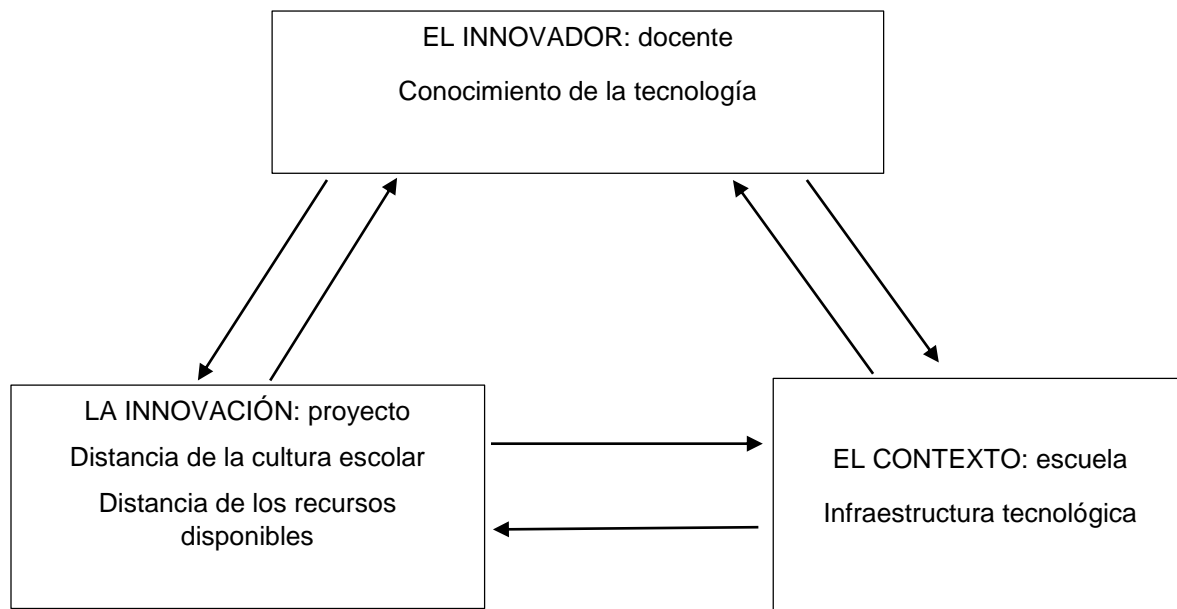 EL INNOVADOR: docente
Conocimiento de la tecnología
LA INNOVACIÓN: proyecto
Distancia de la cultura escolar
Distancia de los recursos
disponibles
EL CONTEXTO: escuela
Infraestructura tecnológica